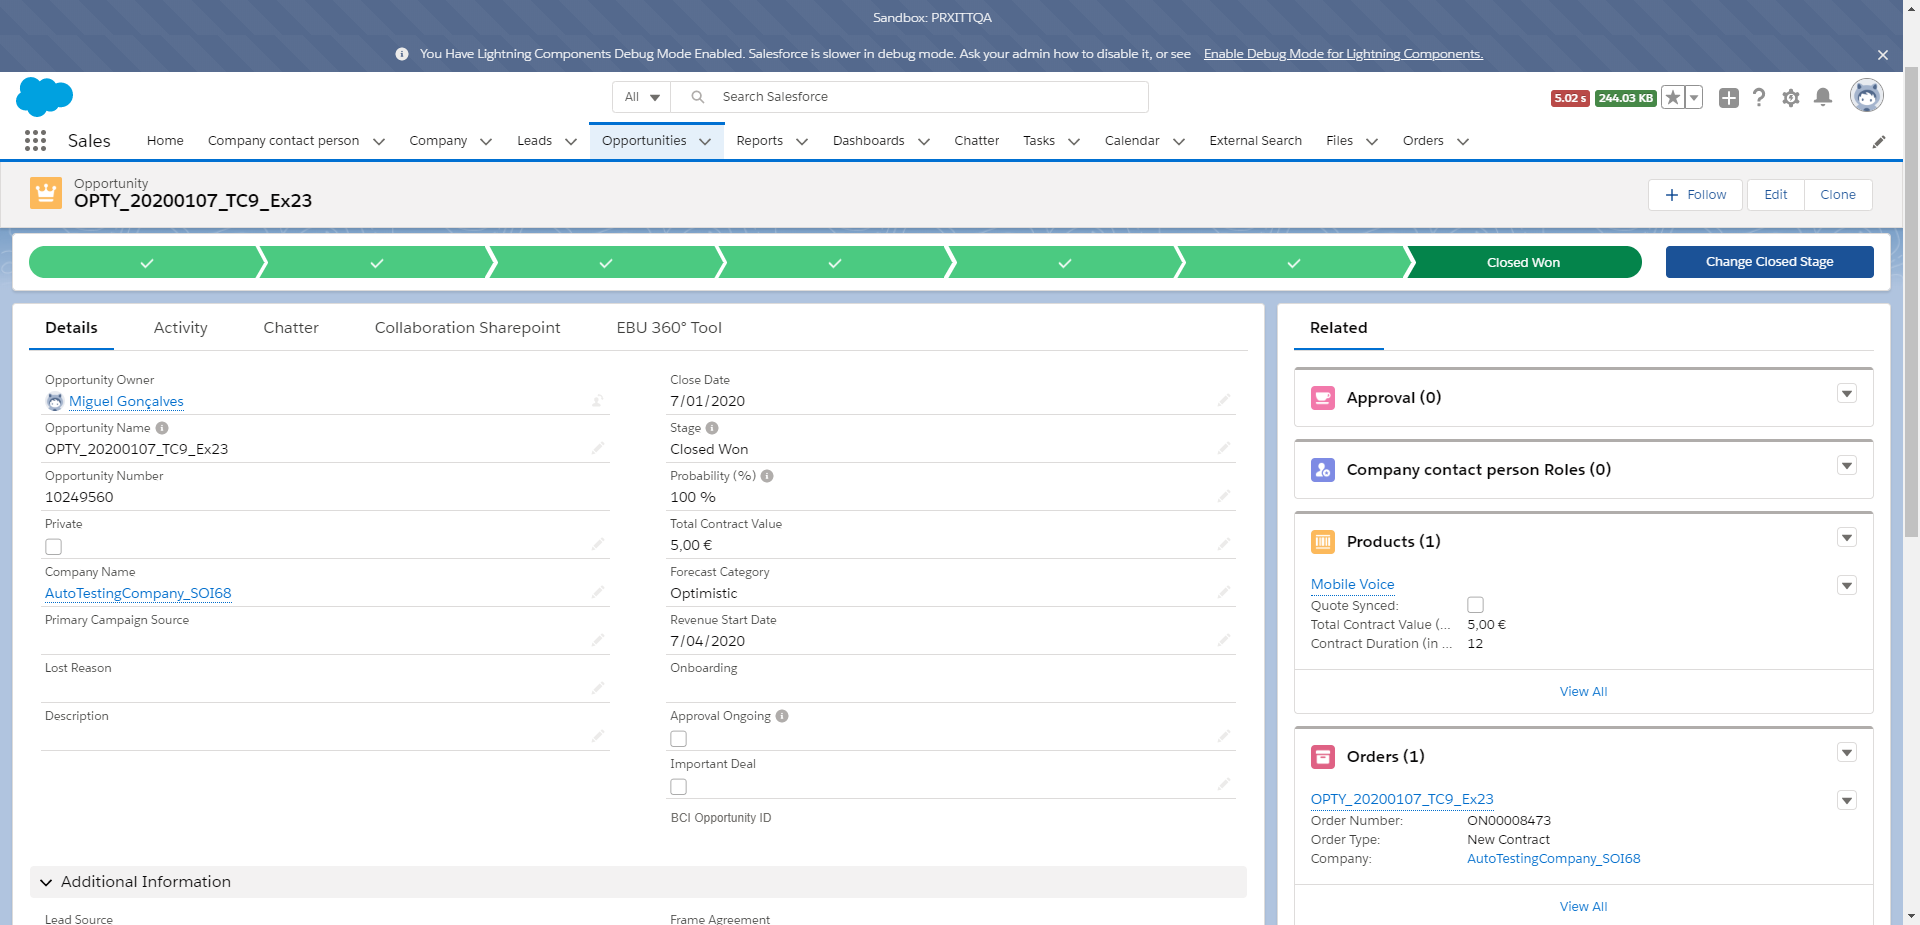 Sandbox: PRXITTQA
You Have Lightning Components Debug Mode Enabled. Salesforce is slower in debug mode. Ask your admin how to disable it, or see Enable Debug Mode for Lightning Components.
All Search Salesforce 5.02 s 244.03 KB
Sales Home Company contact person Company Leads Opportunities Reports Dashboards Chatter Tasks Calendar External Search Files Orders
Opportunity
OPTY_20200107_TC9_Ex23
Follow Edit Clone
Closed Won Change Closed Stage
Details Activity Chatter Collaboration Sharepoint EBU 360° Tool
Opportunity Owner
Miguel Gonçalves
Opportunity Name
OPTY_20200107_TC9_Ex23
Opportunity Number
10249560
Private
Company Name
AutoTestingCompany_SOI68
Primary Campaign Source
Lost Reason
Description
Close Date
7/01/2020
Stage
Closed Won
Probability (%)
100 %
Total Contract Value
5,00 €
Forecast Category
Optimistic
Revenue Start Date
7/04/2020
Onboarding
Approval Ongoing
Important Deal
BCI Opportunity ID
Additional Information
Lead Source Frame Agreement
Related
Approval (0)
Company contact person Roles (0)
Products (1)
Mobile Voice
Quote Synced:
Total Contract Value (... 5,00 €
Contract Duration (in ... 12
View All
Orders (1)
OPTY_20200107_TC9_Ex23
Order Number: ON00008473
Order Type: New Contract
Company: AutoTestingCompany_SOI68
View All